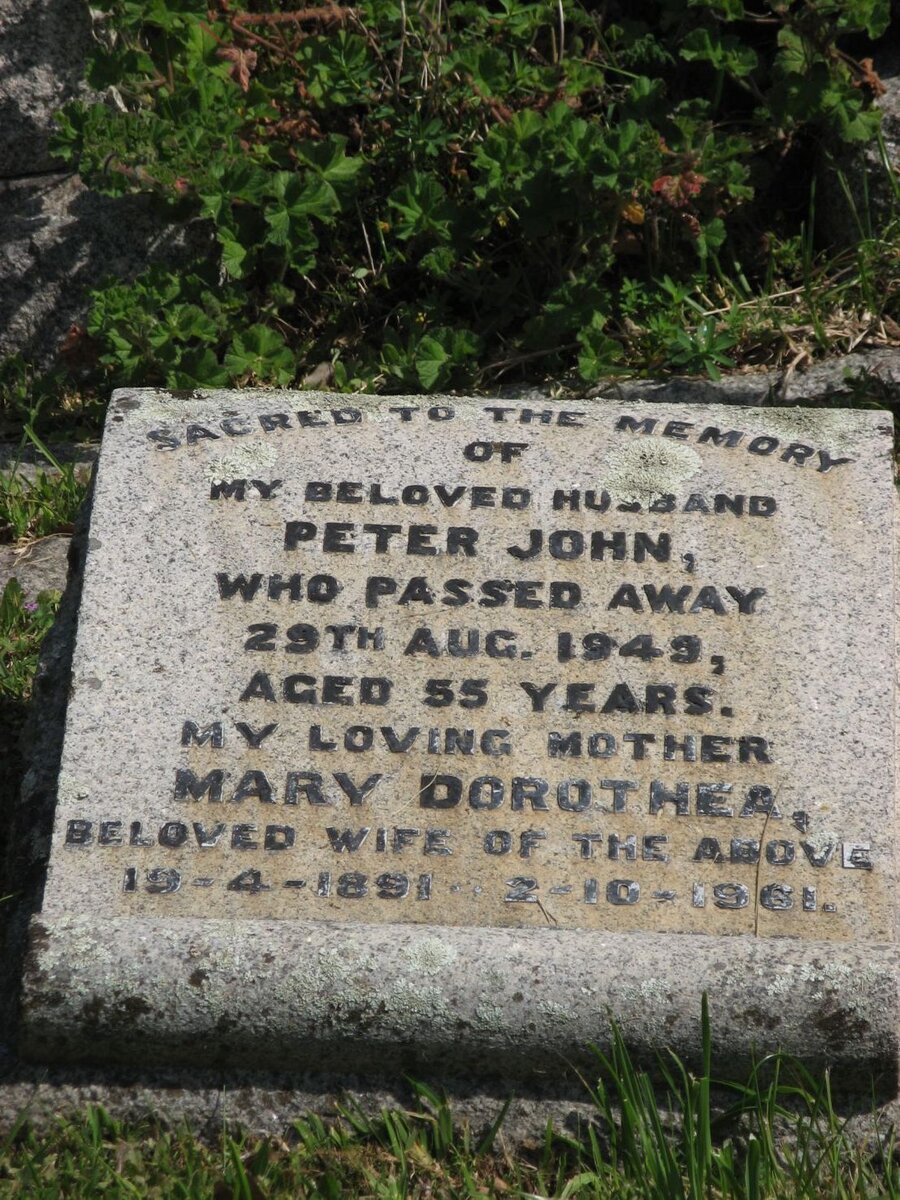 SACRED TO THE MEMORY
OF
MY BELOVED HUSBAND
PETER JOHN,
WHO PASSED AWAY
29TH AUG. 1949,
AGED 55 YEARS.
MY LOVING MOTHER
MARY DOROTHEA,
BELOVED WIFE OF THE ABOVE
19-4-1891 - 2-10-1961.